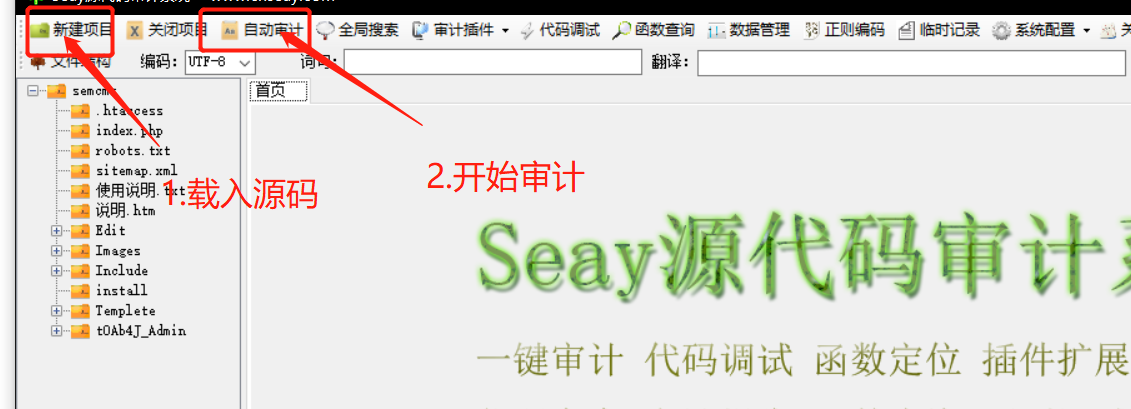 新建项目 关闭项目 自动审计 全局搜索 审计插件 代码调试 函数查询 数据管理 正则编码 临时记录 系统配置
文件结构 编码: UTF-8 翻译:
semcms
首页
.htaccess
index.php
robots.txt
sitemap.xml
使用说明.txt
说明.htm
Edit
Images
Include
install
Templete
tOAb4J_Admin
1.载入源码
2.开始审计
Seay源代码审计
一键审计 代码调试 函数定位 插件扩展